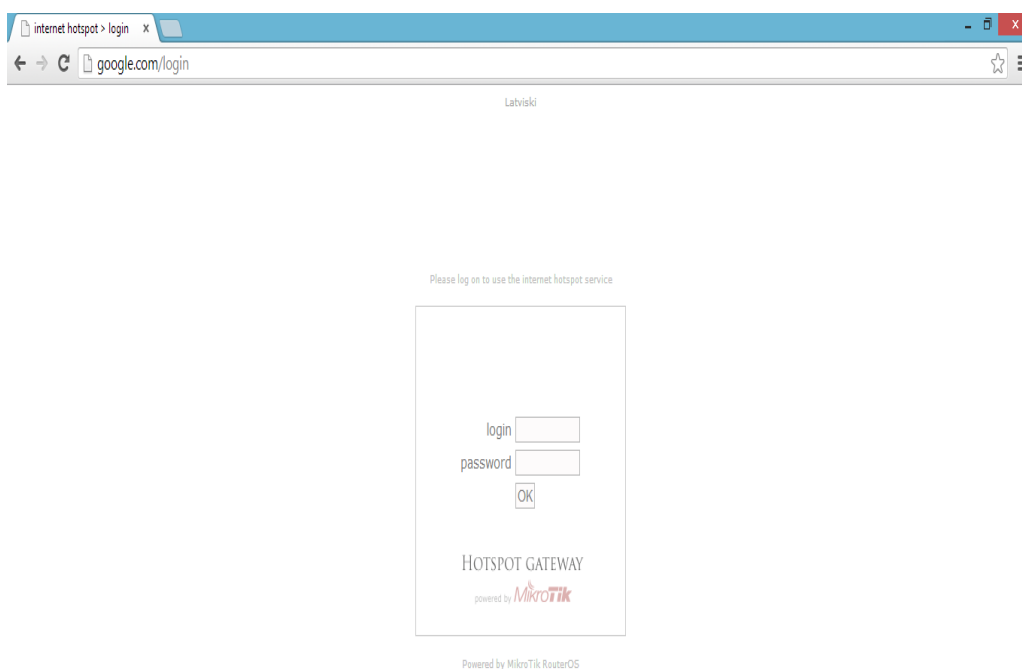 internet hotspot > login x
google.com/login
Latviski
Please log on to use the internet hotspot service
login
password
OK
HOTSPOT GATEWAY
powered by MikroTik
Powered by MikroTik RouterOS